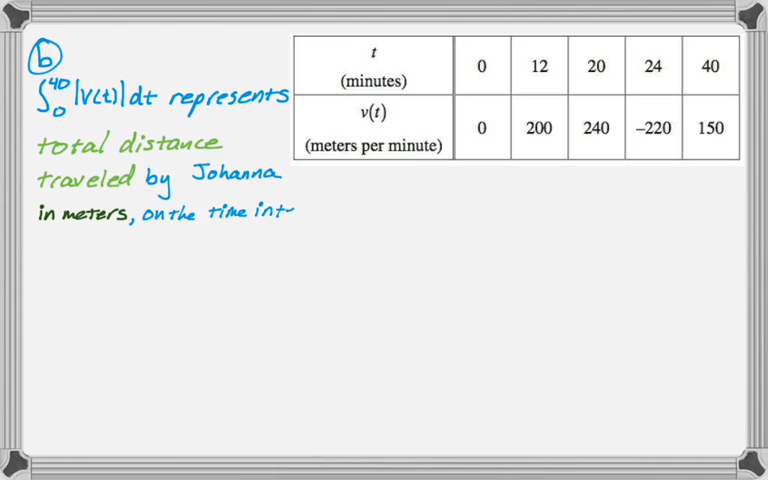 b
∫₀⁴⁰ |v(t)| dt represents
total distance
traveled by Johanna
in meters, on the time int
t (minutes) 0 12 20 24 40
v(t) (meters per minute) 0 200 240 –220 150